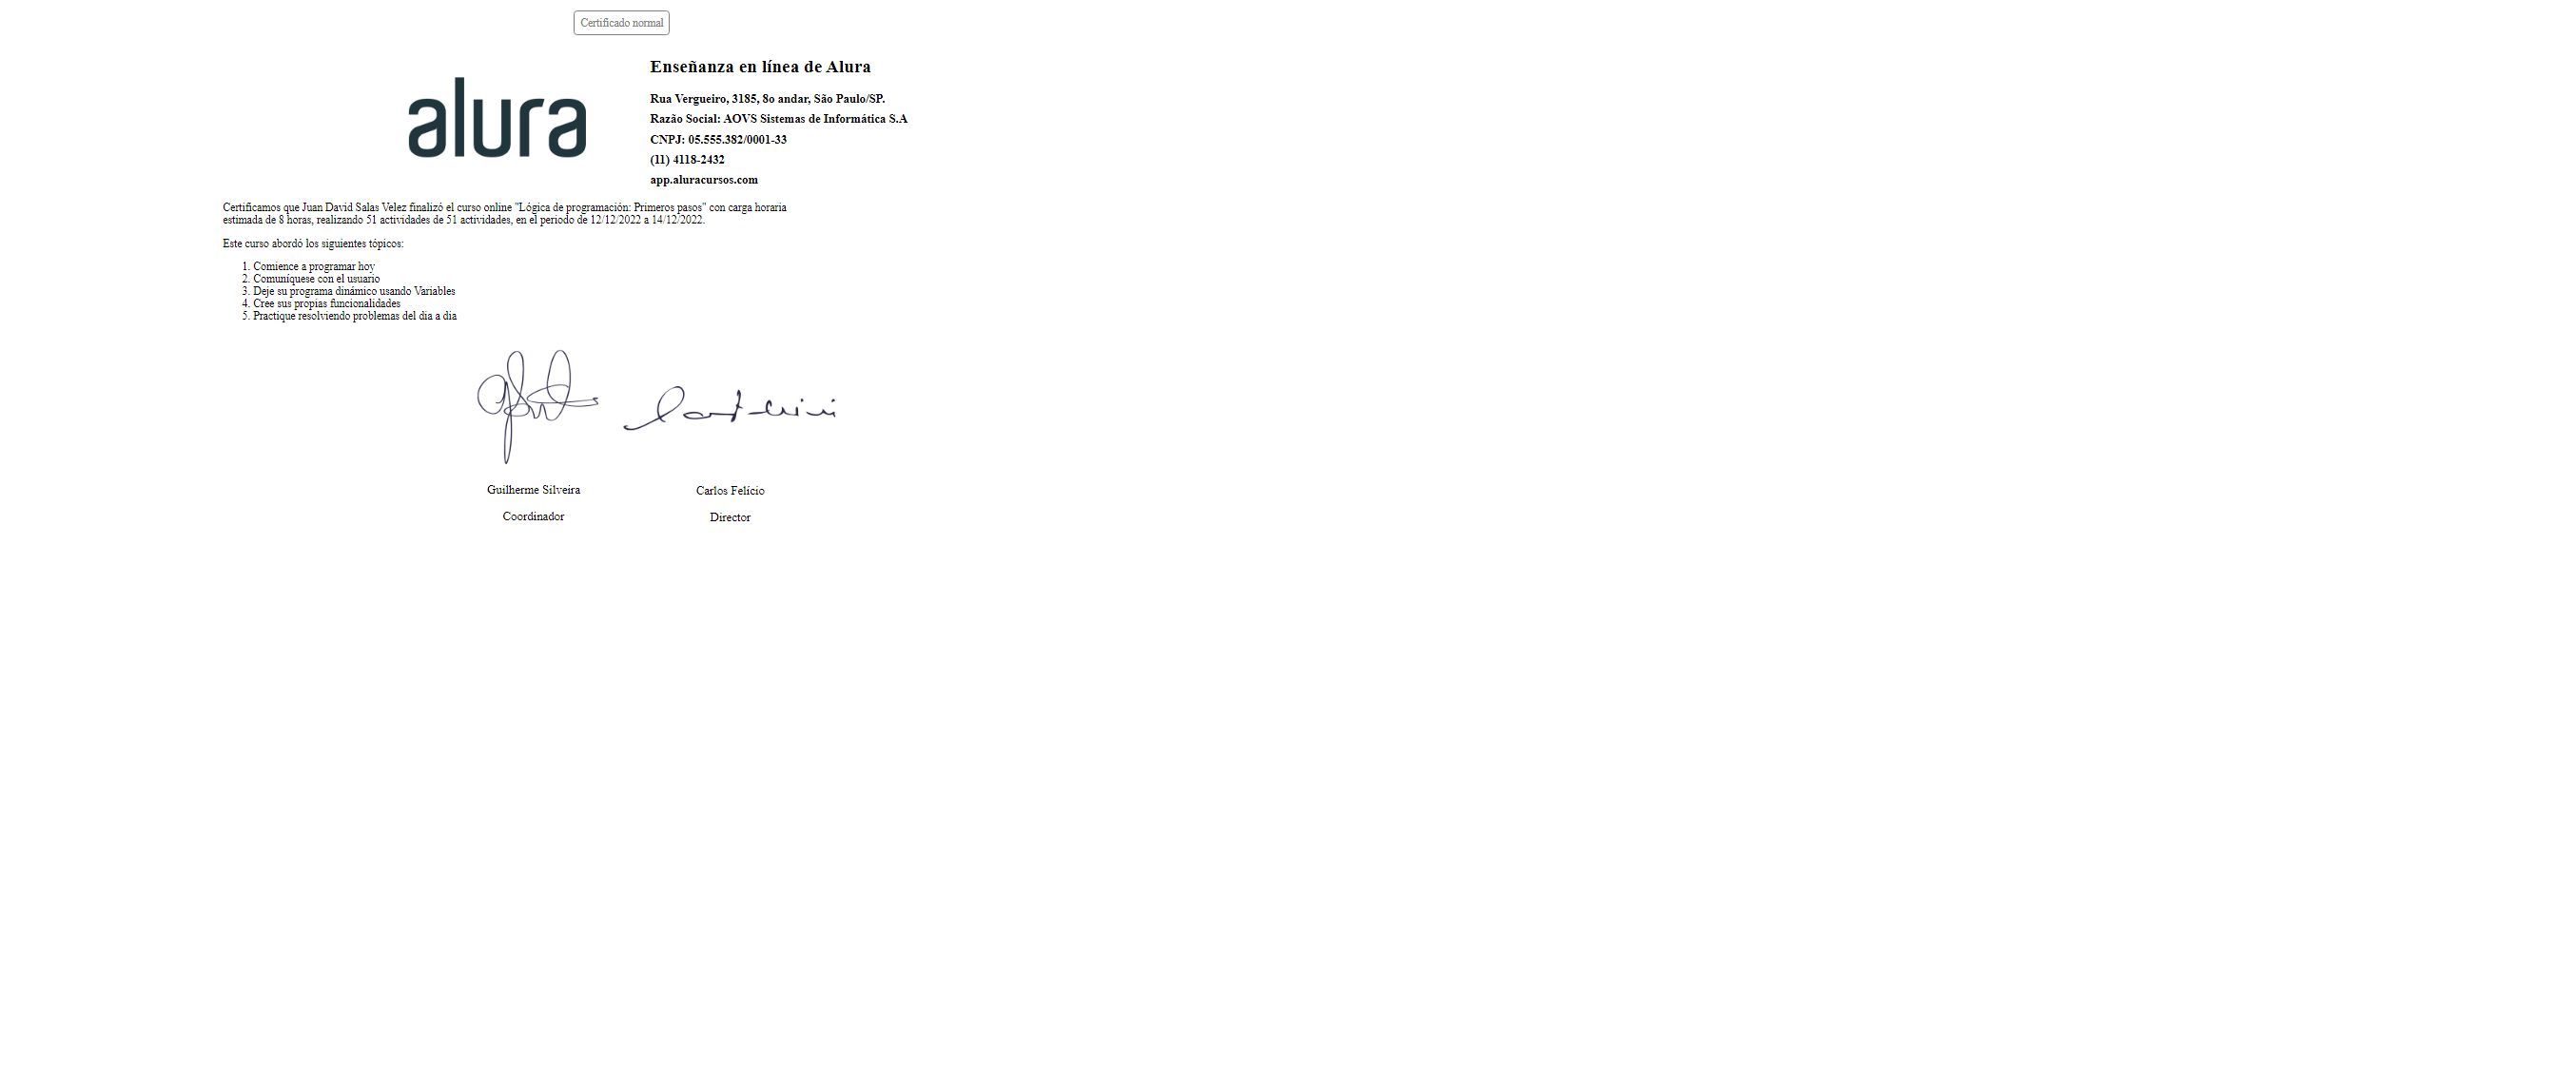 Certificado normal
alura
Enseñanza en línea de Alura
Rua Vergueiro, 3185, 8o andar, São Paulo/SP.
Razão Social: AOVS Sistemas de Informática S.A
CNPJ: 05.555.382/0001-33
(11) 4118-2432
app.aluracursos.com
Certificamos que Juan David Salas Velez finalizó el curso online "Lógica de programación: Primeros pasos" con carga horaria
estimada de 8 horas, realizando 51 actividades de 51 actividades, en el periodo de 12/12/2022 a 14/12/2022.
Este curso abordó los siguientes tópicos:
1. Comience a programar hoy
2. Comuníquese con el usuario
3. Deje su programa dinámico usando Variables
4. Cree sus propias funcionalidades
5. Practique resolviendo problemas del dia a dia
Guilherme Silveira
Carlos Felício
Coordinador
Director